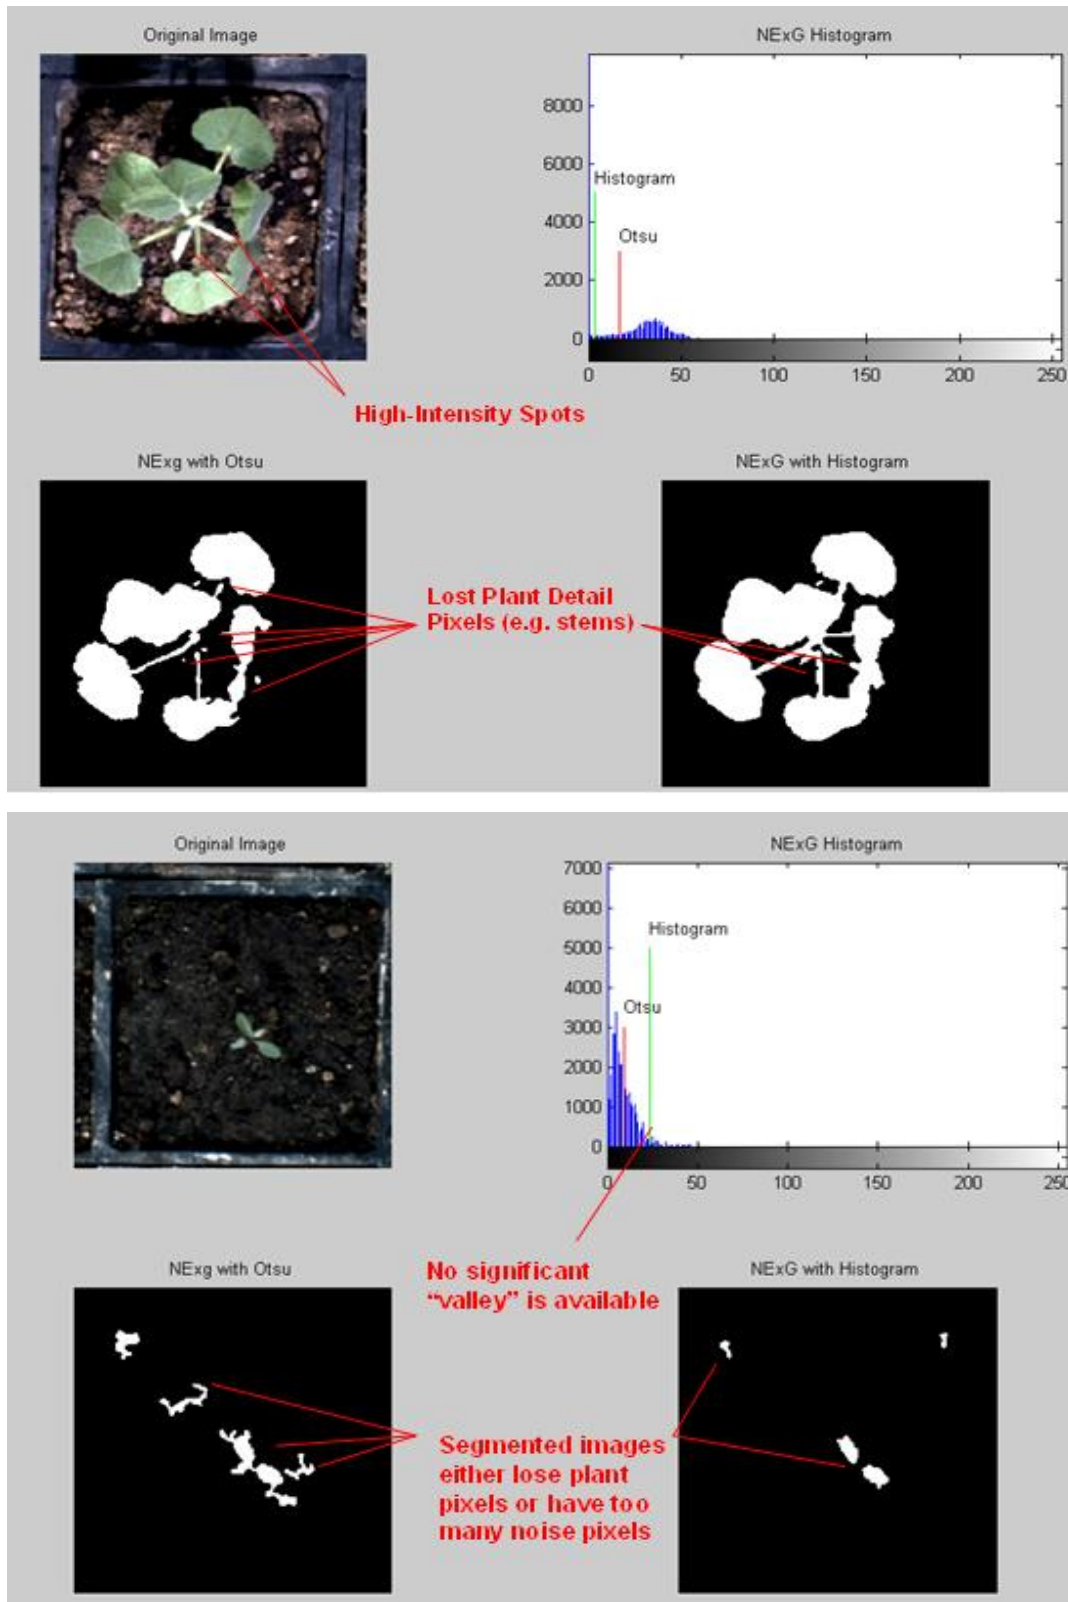 Original Image
NExG Histogram
8000
6000
Histogram
4000
Otsu
2000
0
0 50 100 150 200 250
High-Intensity Spots
NExg with Otsu
NExG with Histogram
Lost Plant Detail
Pixels (e.g. stems)
Original Image
NExG Histogram
7000
6000
Histogram
5000
4000
Otsu
3000
2000
1000
0
0 50 100 150 200 250
No significant
“valley” is available
NExg with Otsu
NExG with Histogram
Segmented images
either lose plant
pixels or have too
many noise pixels